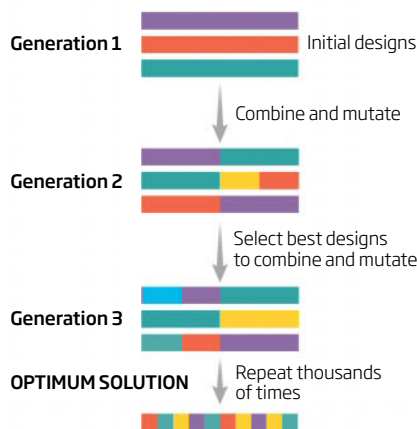 Generation 1
Initial designs
Combine and mutate
Generation 2
Select best designs
to combine and mutate
Generation 3
OPTIMUM SOLUTION
Repeat thousands
of times